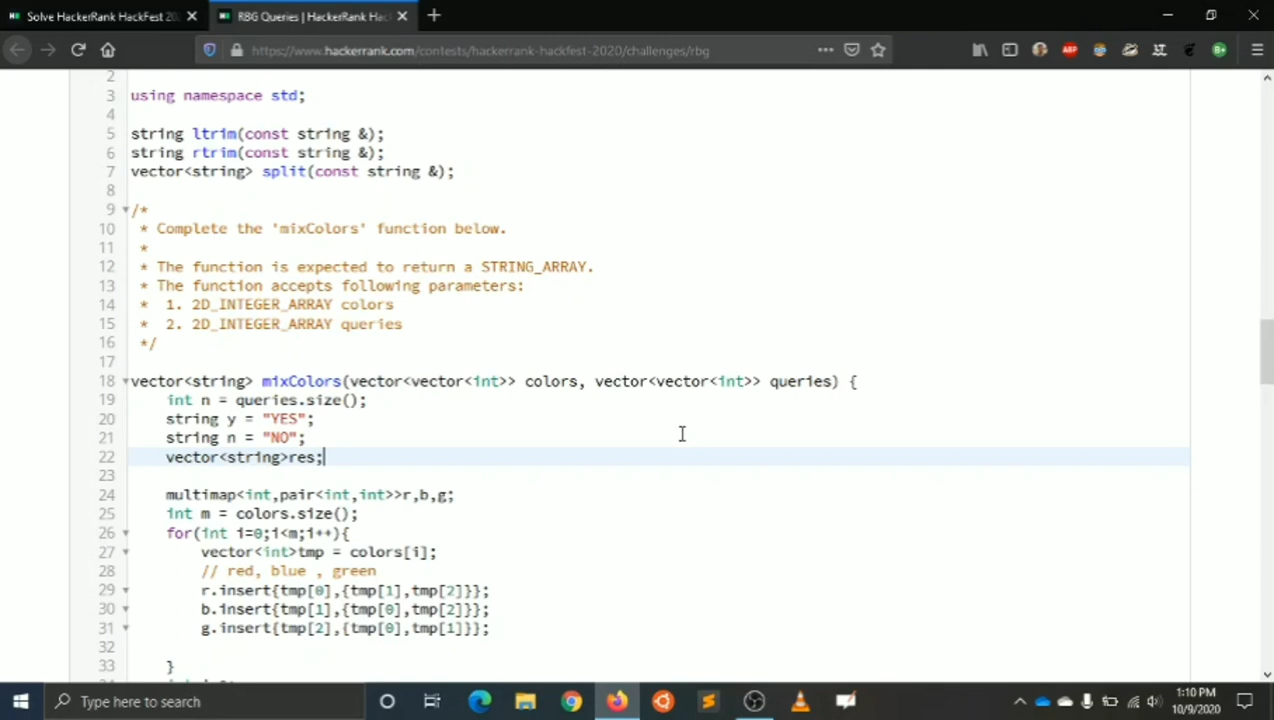 Solve HackerRank HackFest 202
RBG Queries | HackerRank Hac
https://www.hackerrank.com/contests/hackerrank-hackfest-2020/challenges/rbg
ABP
2
3 using namespace std;
4
5 string ltrim(const string &);
6 string rtrim(const string &);
7 vector<string> split(const string &);
8
9 /*
10 * Complete the 'mixColors' function below.
11 *
12 * The function is expected to return a STRING_ARRAY.
13 * The function accepts following parameters:
14 * 1. 2D_INTEGER_ARRAY colors
15 * 2. 2D_INTEGER_ARRAY queries
16 */
17
18 vector<string> mixColors(vector<vector<int>> colors, vector<vector<int>> queries) {
19 int n = queries.size();
20 string y = "YES";
21 string n = "NO";
22 vector<string>res;
23
24 multimap<int,pair<int,int>>r,b,g;
25 int m = colors.size();
26 for(int i=0;i<m;i++){
27 vector<int>tmp = colors[i];
28 // red, blue , green
29 r.insert{tmp[0],{tmp[1],tmp[2]}};
30 b.insert{tmp[1],{tmp[0],tmp[2]}};
31 g.insert{tmp[2],{tmp[0],tmp[1]}};
32
33 }
Type here to search
1:10 PM
10/9/2020